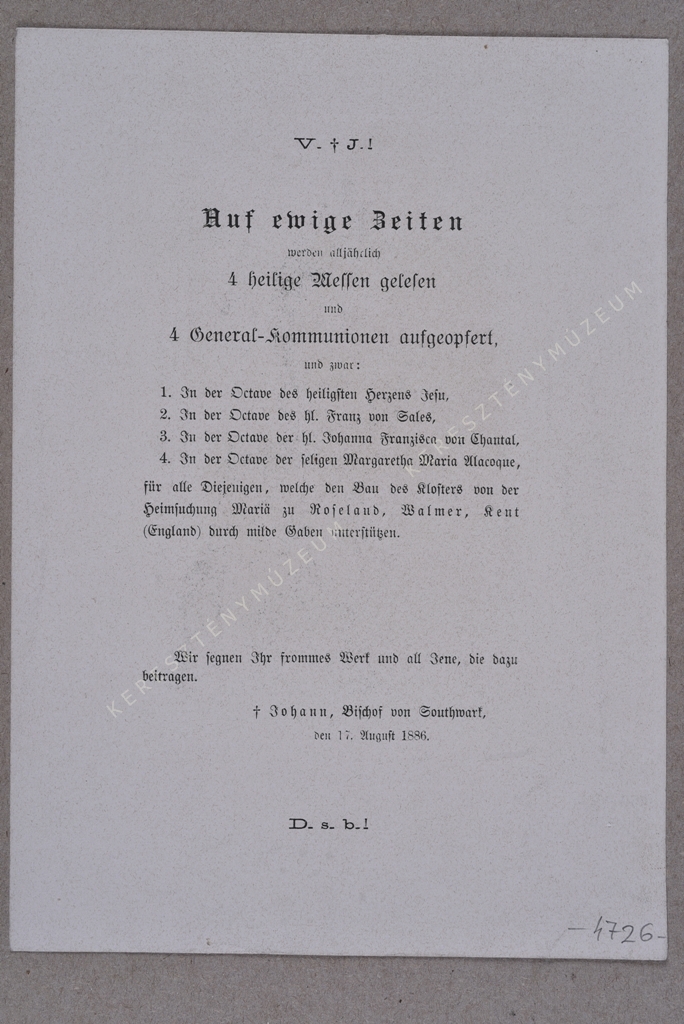 V. † J.!
Auf ewige Zeiten
werden alljährlich
4 heilige Messen gelesen
und
4 General-Kommunionen aufgeopfert,
und zwar:
1. In der Octave des heiligsten Herzens Jesu,
2. In der Octave des hl. Franz von Sales,
3. In der Octave der hl. Johanna Franzisca von Chantal,
4. In der Octave der seligen Margaretha Maria Alacoque,
für alle Diejenigen, welche den Bau des Klosters von der
Heimsuchung Mariä zu Roseland, Walmer, Kent
(England) durch milde Gaben unterstützen.
Wir segnen Ihr frommes Werk und all Jene, die dazu
beitragen.
† Johann, Bischof von Southwark,
den 17. August 1886.
D. s. b.!
-4726-
KERESZTÉNYMÚZEUM
KERESZTÉNYMÚZEUM